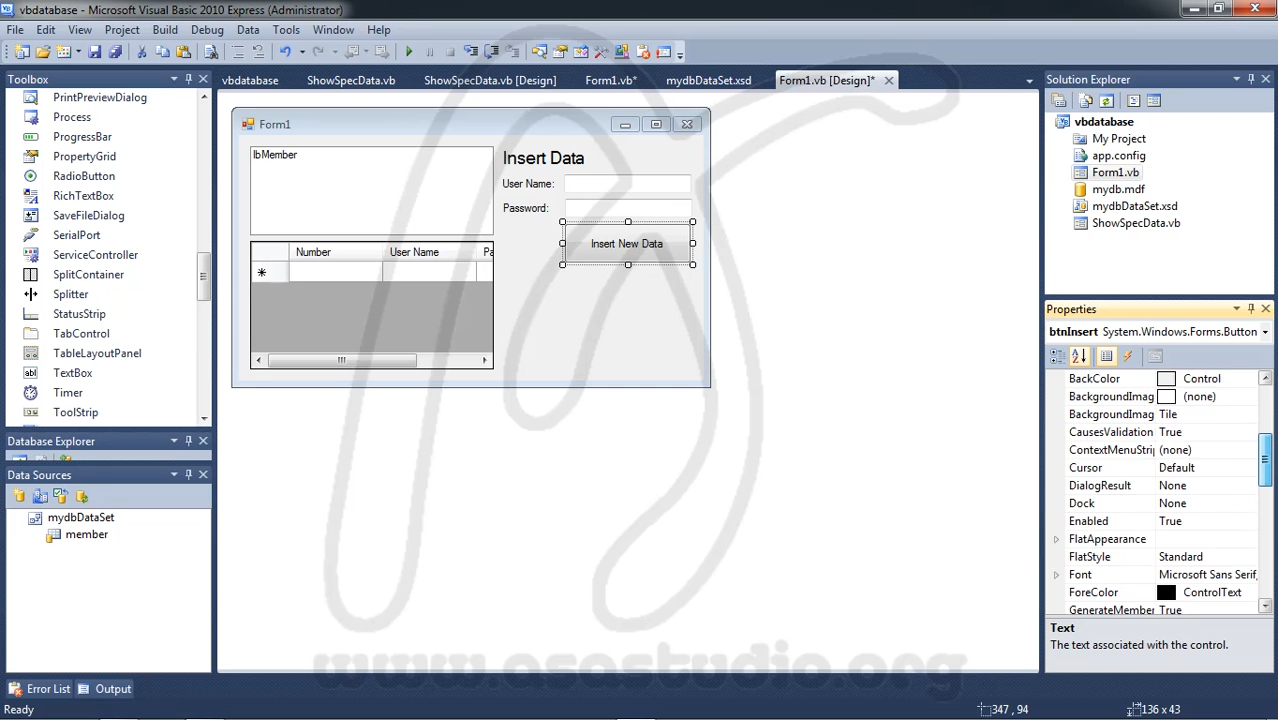 vbdatabase - Microsoft Visual Basic 2010 Express (Administrator)
File Edit View Project Build Debug Data Tools Window Help
Toolbox
PrintPreviewDialog
Process
ProgressBar
PropertyGrid
RadioButton
RichTextBox
SaveFileDialog
SerialPort
ServiceController
SplitContainer
Splitter
StatusStrip
TabControl
TableLayoutPanel
TextBox
Timer
ToolStrip
Database Explorer
Data Sources
mydbDataSet
member
Error List Output
Ready
vbdatabase ShowSpecData.vb ShowSpecData.vb [Design] Form1.vb* mydbDataSet.xsd Form1.vb [Design]*
Form1
lbMember
Number User Name Pa
Insert Data
User Name:
Password:
Insert New Data
www.asastudio.org
Solution Explorer
vbdatabase
My Project
app.config
Form1.vb
mydb.mdf
mydbDataSet.xsd
ShowSpecData.vb
Properties
btnInsert System.Windows.Forms.Button
BackColor Control
BackgroundImag (none)
BackgroundImag Tile
CausesValidation True
ContextMenuStrip (none)
Cursor Default
DialogResult None
Dock None
Enabled True
FlatAppearance
FlatStyle Standard
Font Microsoft Sans Serif,
ForeColor ControlText
GenerateMember True
Text
The text associated with the control.
347 , 94 136 x 43